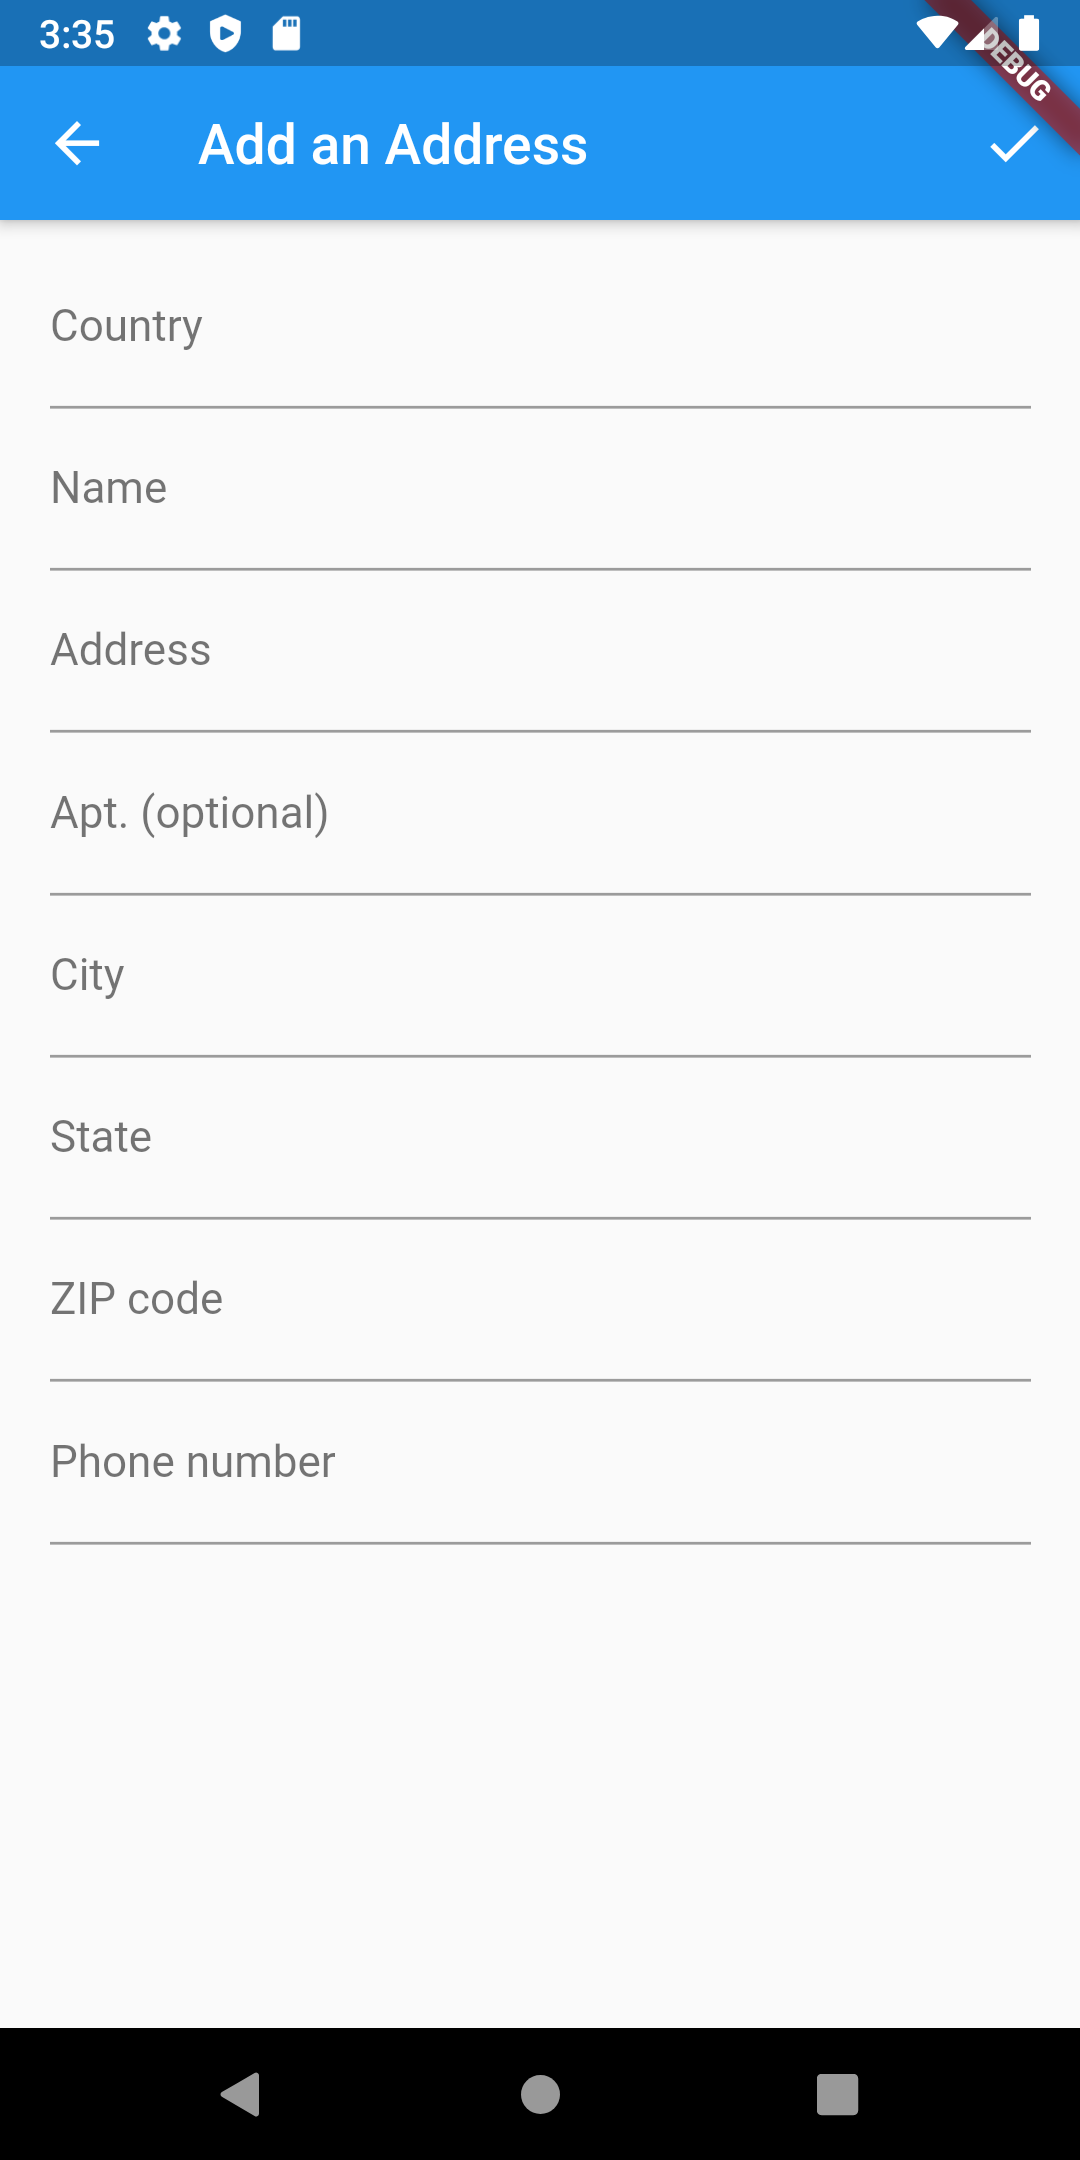 3:35
DEBUG
Add an Address
Country
Name
Address
Apt. (optional)
City
State
ZIP code
Phone number